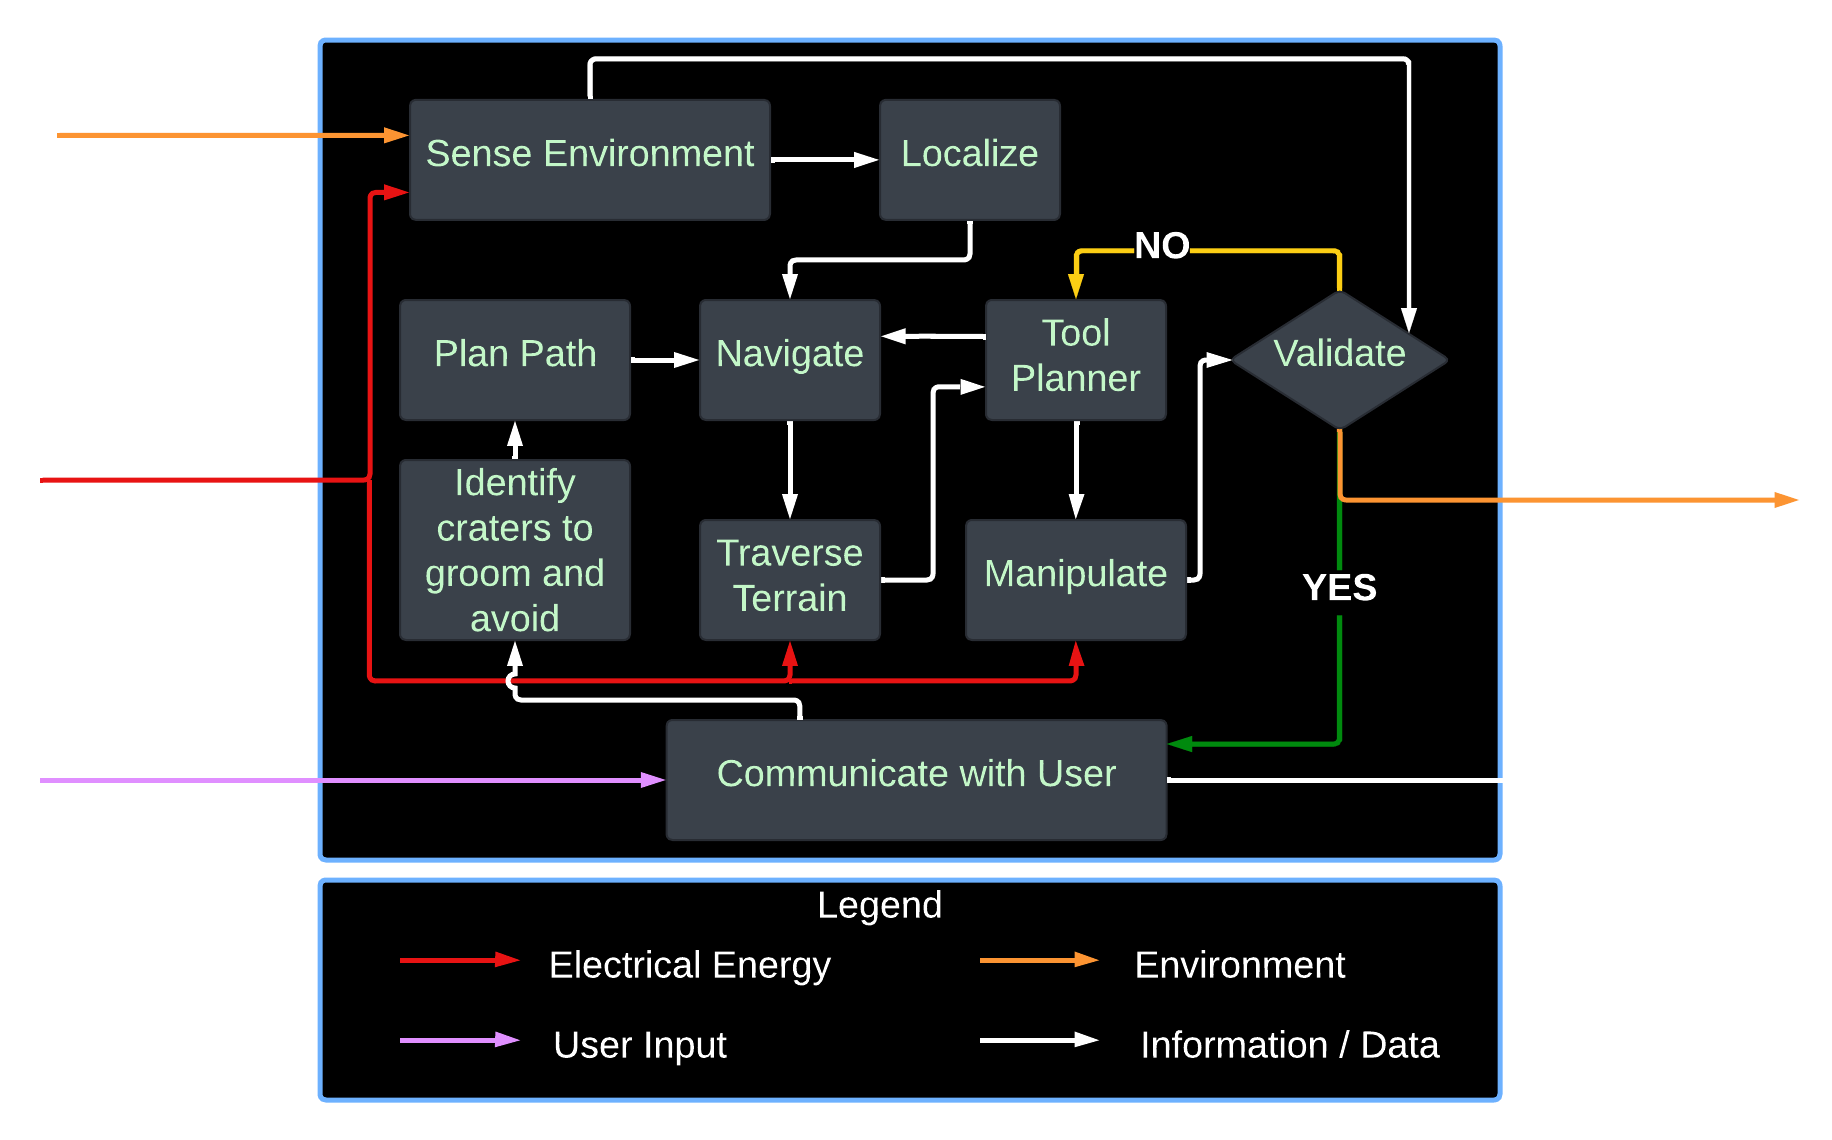 Sense Environment
Localize
NO
Plan Path
Navigate
Tool
Planner
Validate
Identify
craters to
groom and
avoid
Traverse
Terrain
Manipulate
YES
Communicate with User
Legend
Electrical Energy
Environment
User Input
Information / Data